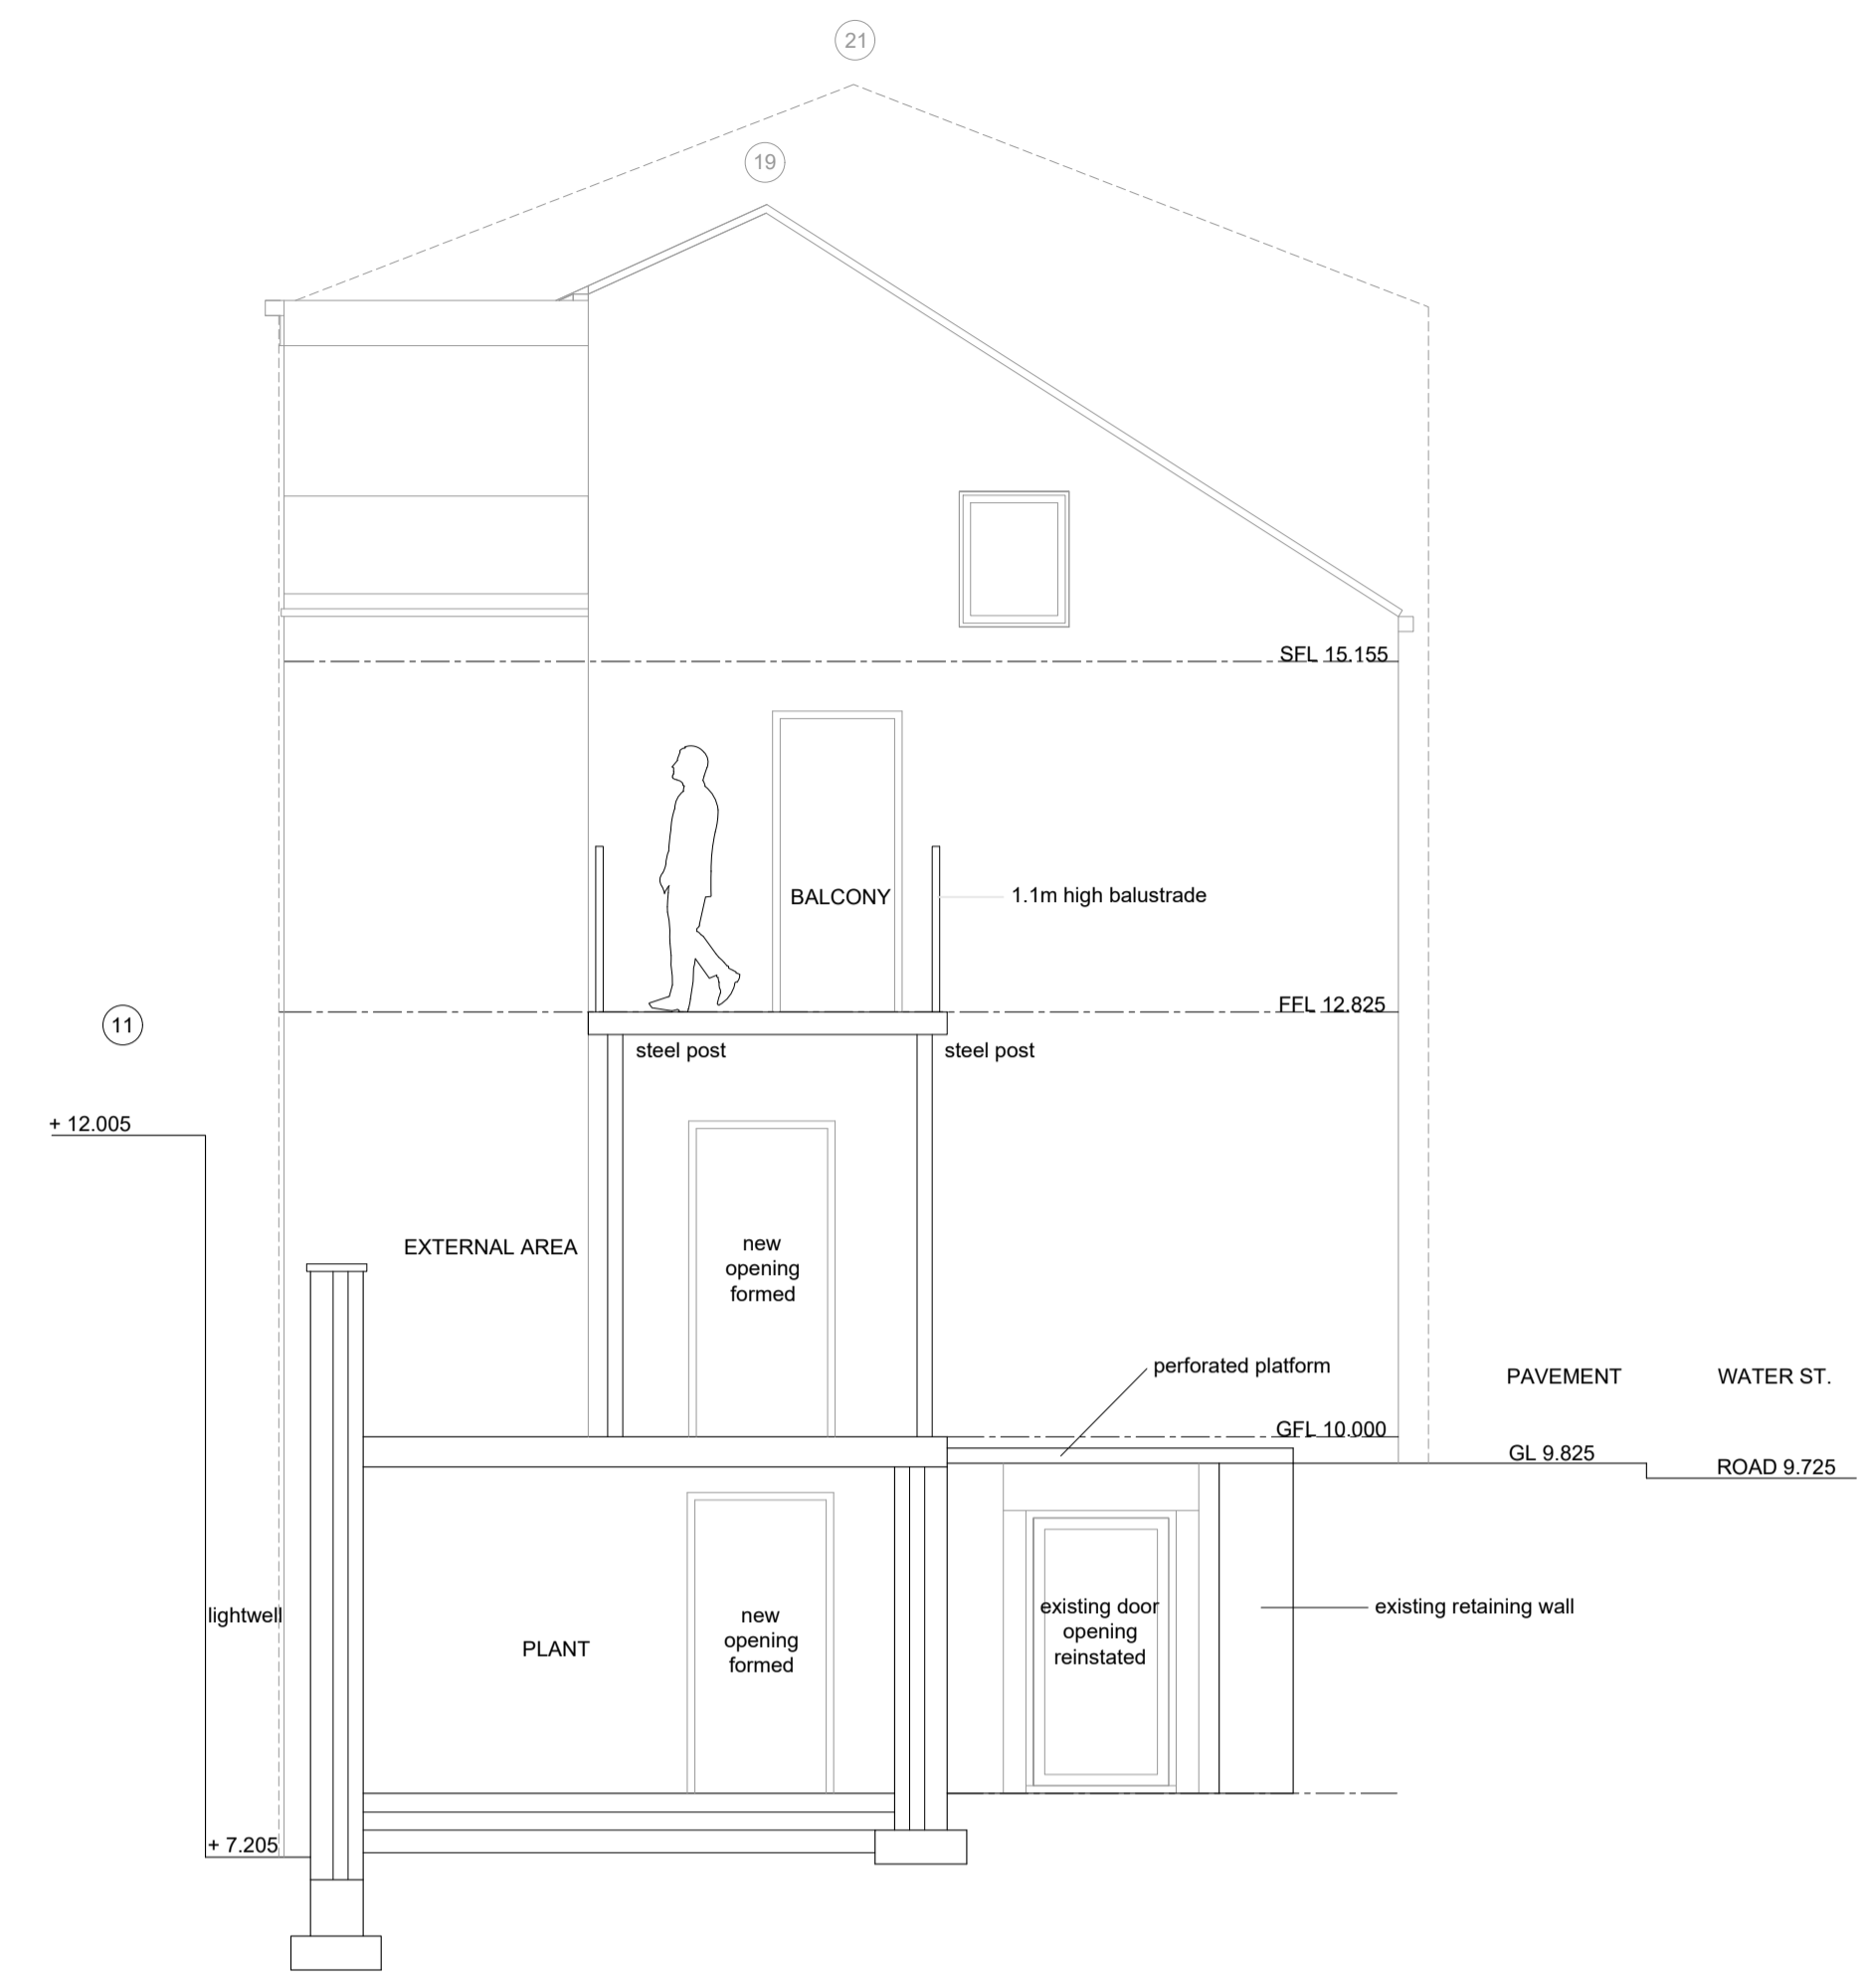 21
19
SFL 15.155
BALCONY
1.1m high balustrade
FFL 12.825
11
steel post
steel post
+ 12.005
EXTERNAL AREA
new
opening
formed
perforated platform
PAVEMENT
WATER ST.
GFL 10.000
GL 9.825
ROAD 9.725
lightwell
PLANT
new
opening
formed
existing door
opening
reinstated
existing retaining wall
+ 7.205